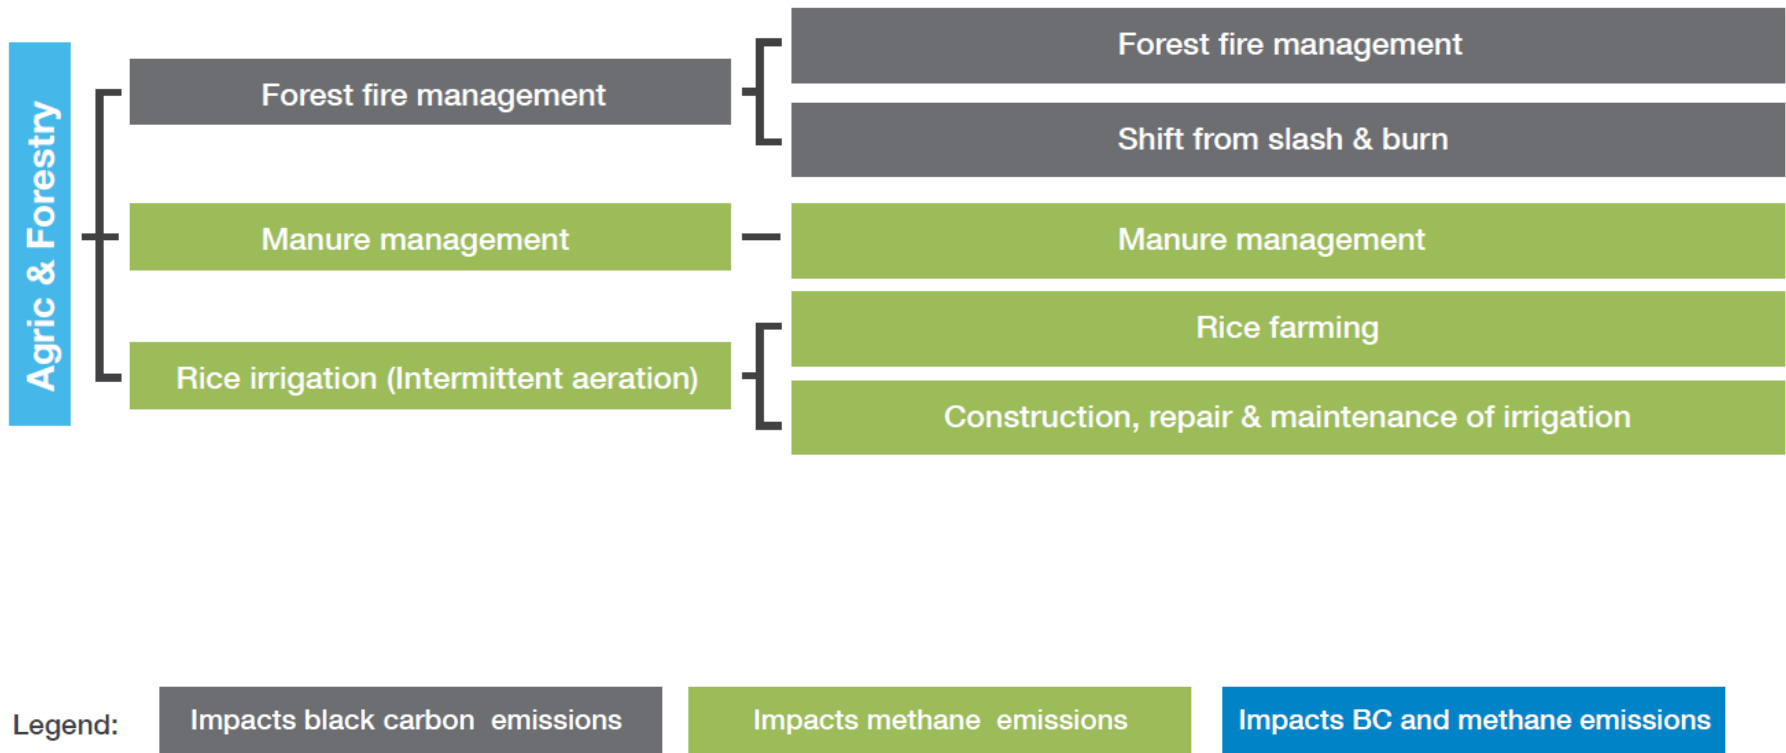 Agric & Forestry
Forest fire management
Forest fire management
Shift from slash & burn
Manure management
Manure management
Rice irrigation (Intermittent aeration)
Rice farming
Construction, repair & maintenance of irrigation
Legend:
Impacts black carbon emissions
Impacts methane emissions
Impacts BC and methane emissions